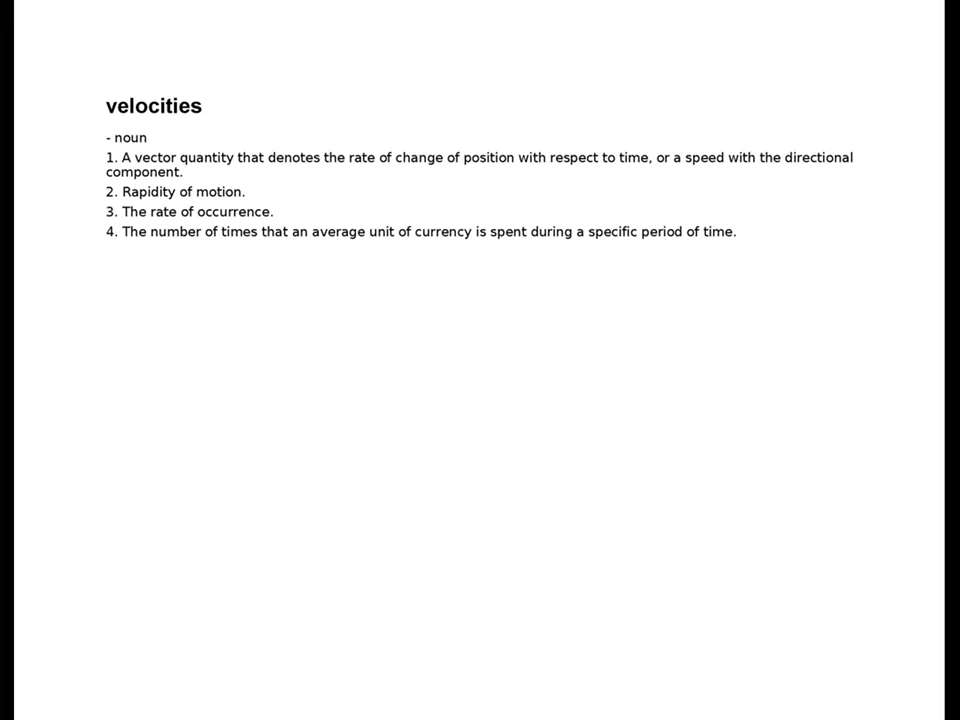 velocities
- noun
1. A vector quantity that denotes the rate of change of position with respect to time, or a speed with the directional
component.
2. Rapidity of motion.
3. The rate of occurrence.
4. The number of times that an average unit of currency is spent during a specific period of time.